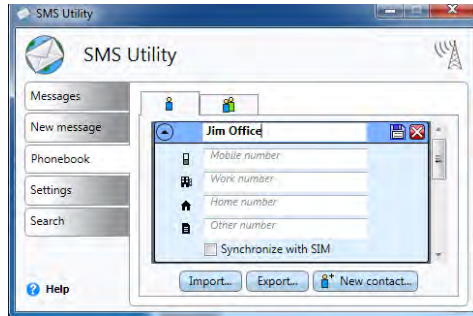 SMS Utility
SMS Utility
Messages
New message
Phonebook
Settings
Search
Help
Jim Office
Mobile number
Work number
Home number
Other number
Synchronize with SIM
Import... Export... New contact...